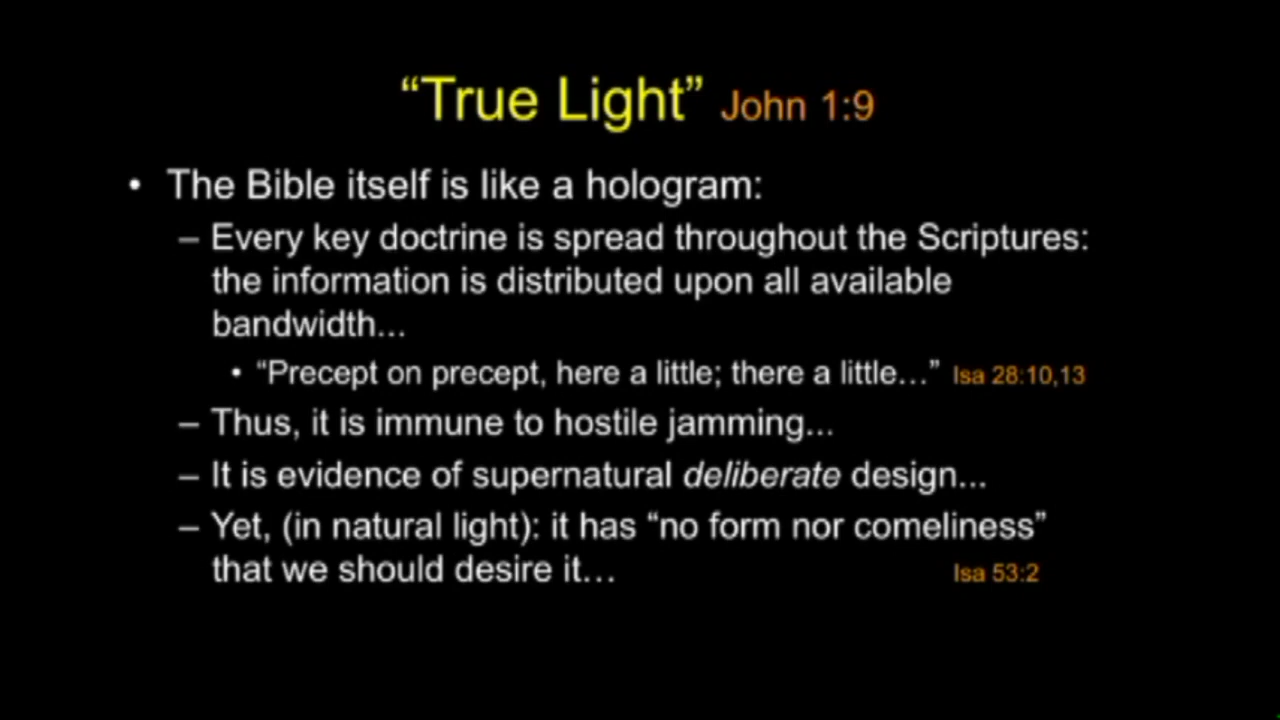 “True Light” John 1:9
• The Bible itself is like a hologram:
– Every key doctrine is spread throughout the Scriptures:
the information is distributed upon all available
bandwidth...
• “Precept on precept, here a little; there a little…” Isa 28:10,13
– Thus, it is immune to hostile jamming...
– It is evidence of supernatural deliberate design...
– Yet, (in natural light): it has “no form nor comeliness”
that we should desire it… Isa 53:2